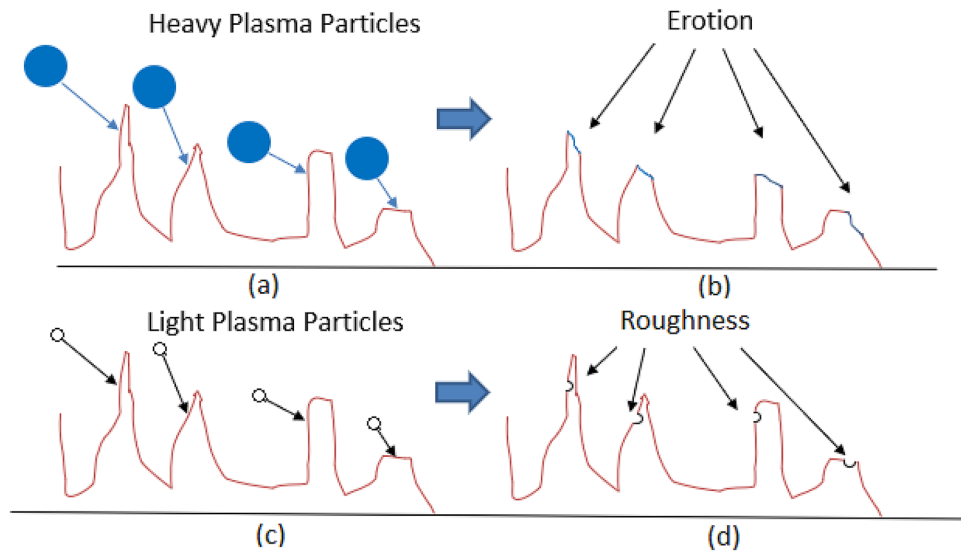 Heavy Plasma Particles
Erotion
(a)
(b)
Light Plasma Particles
Roughness
(c)
(d)